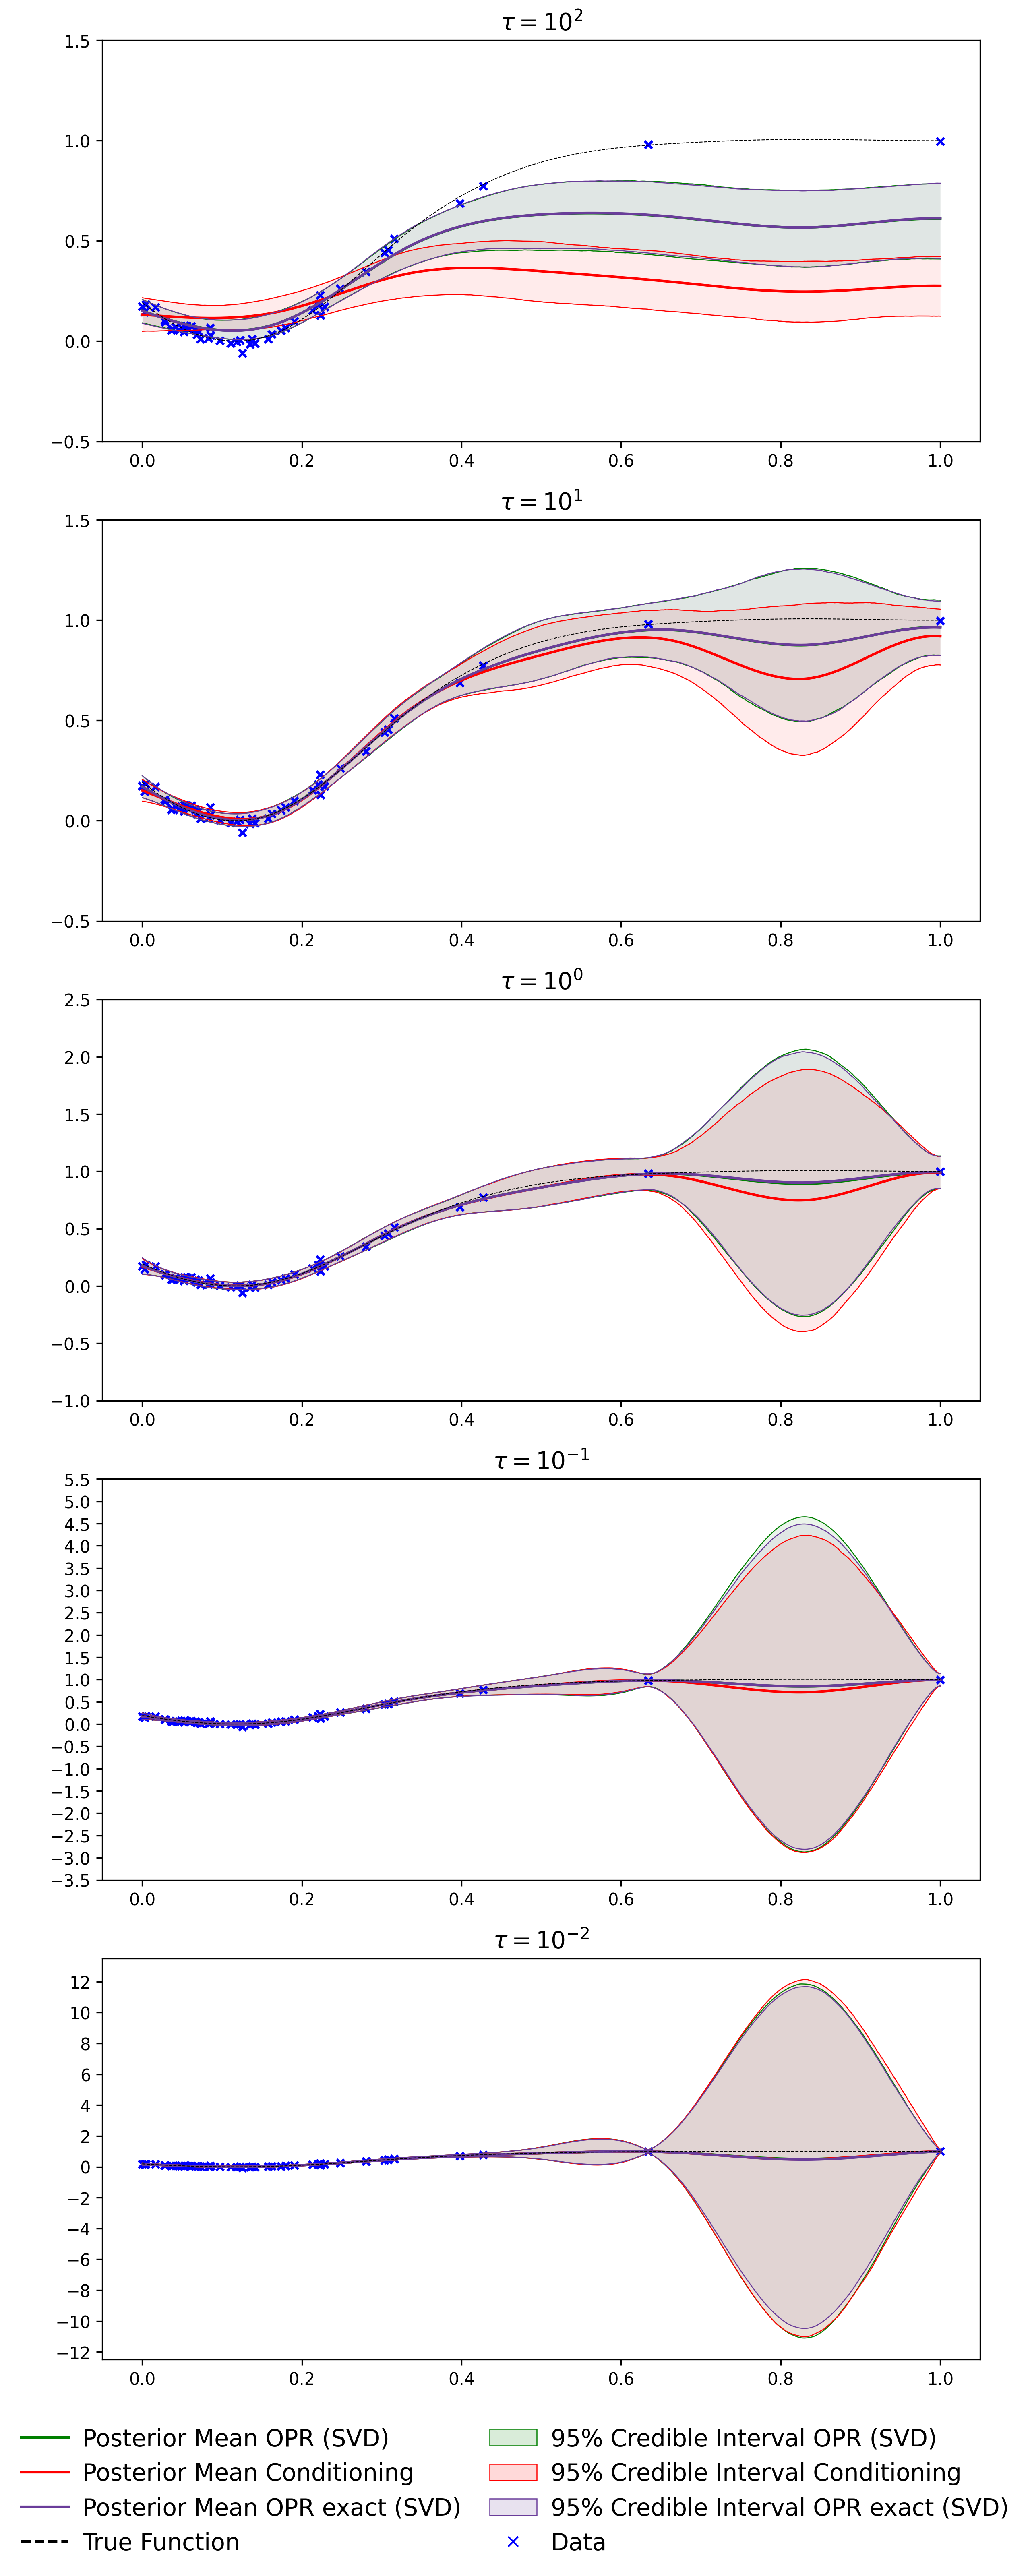 τ = 10²
1.5
1.0
0.5
0.0
−0.5
0.0 0.2 0.4 0.6 0.8 1.0
τ = 10¹
1.5
1.0
0.5
0.0
−0.5
0.0 0.2 0.4 0.6 0.8 1.0
τ = 10⁰
2.5
2.0
1.5
1.0
0.5
0.0
−0.5
−1.0
0.0 0.2 0.4 0.6 0.8 1.0
τ = 10⁻¹
5.5
5.0
4.5
4.0
3.5
3.0
2.5
2.0
1.5
1.0
0.5
0.0
−0.5
−1.0
−1.5
−2.0
−2.5
−3.0
−3.5
0.0 0.2 0.4 0.6 0.8 1.0
τ = 10⁻²
12
10
8
6
4
2
0
−2
−4
−6
−8
−10
−12
0.0 0.2 0.4 0.6 0.8 1.0
Posterior Mean OPR (SVD)
Posterior Mean Conditioning
Posterior Mean OPR exact (SVD)
True Function
95% Credible Interval OPR (SVD)
95% Credible Interval Conditioning
95% Credible Interval OPR exact (SVD)
Data